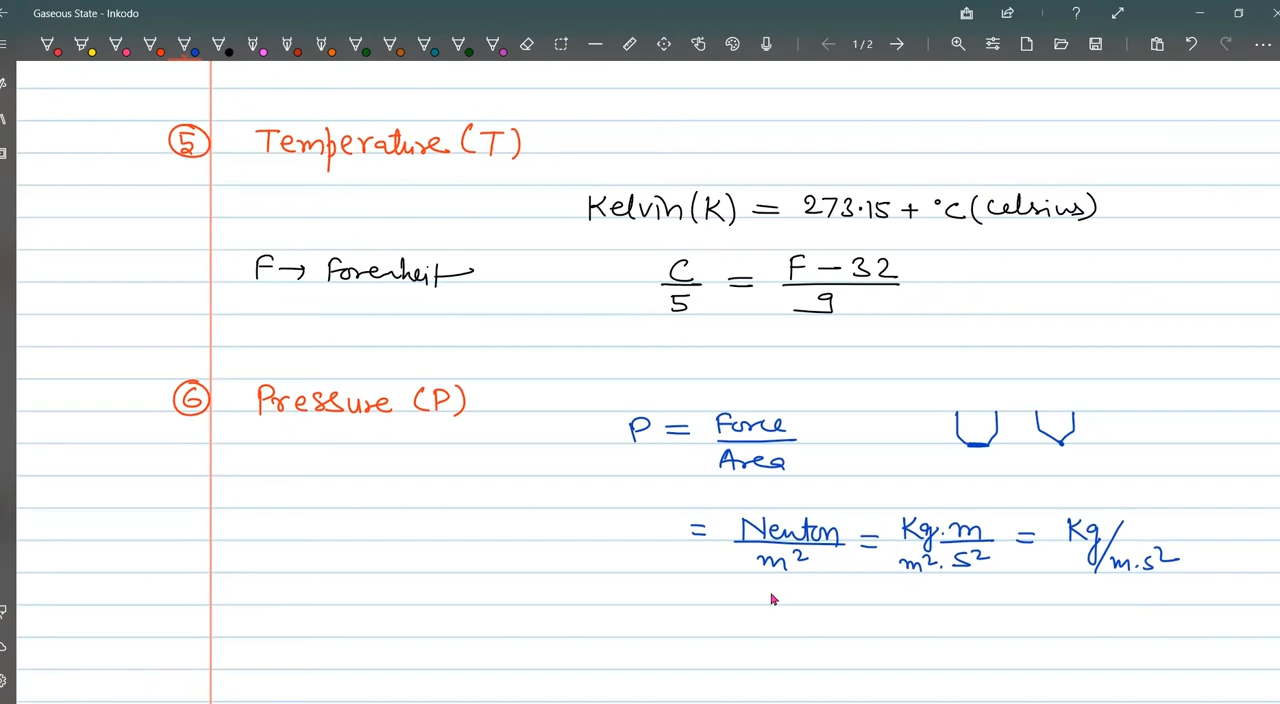 Gaseous State - Inkodo
1/2
⑤ Temperature (T)
Kelvin (K) = 273.15 + °C (Celsius)
F → Forenheit
C/5 = F - 32/9
⑥ Pressure (P)
P = Force/Area
= Newton/m² = Kg.m/m².s² = Kg/m.s²